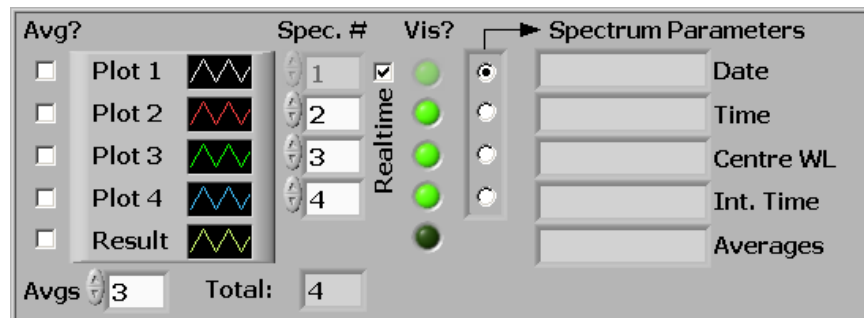 Avg? Spec. # Vis? Spectrum Parameters
Plot 1 1 Date
Plot 2 2 Time
Plot 3 3 Centre WL
Plot 4 4 Int. Time
Realtime
Result Averages
Avgs 3 Total: 4